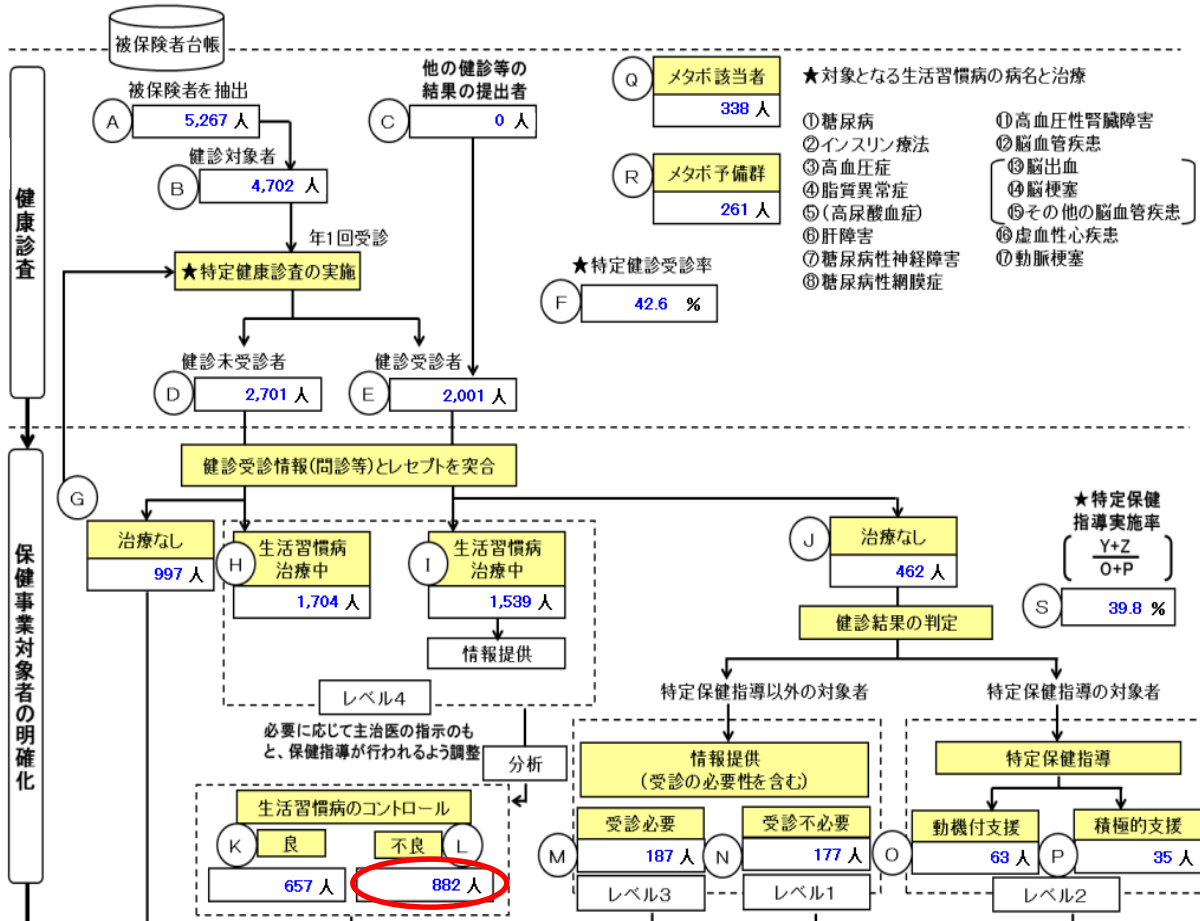 被保険者台帳
被保険者を抽出
A
5,267 人
他の健診等の
結果の提出者
C
0 人
健診対象者
B
4,702 人
年1回受診
★特定健康診査の実施
健康診査
Q
メタボ該当者
338 人
R
メタボ予備群
261 人
★特定健診受診率
F
42.6 %
★対象となる生活習慣病の病名と治療
①糖尿病
②インスリン療法
③高血圧症
④脂質異常症
⑤(高尿酸血症)
⑥肝障害
⑦糖尿病性神経障害
⑧糖尿病性網膜症
⑪高血圧性腎臓障害
⑫脳血管疾患
⑬脳出血
⑭脳梗塞
⑮その他の脳血管疾患
⑯虚血性心疾患
⑰動脈梗塞
健診未受診者
D
2,701 人
健診受診者
E
2,001 人
保健事業対象者の明確化
健診受診情報(問診等)とレセプトを突合
G
治療なし
997 人
H
生活習慣病
治療中
1,704 人
I
生活習慣病
治療中
1,539 人
情報提供
レベル4
J
治療なし
462 人
健診結果の判定
★特定保健
指導実施率
Y+Z
O+P
S
39.8 %
必要に応じて主治医の指示のも
と、保健指導が行われるよう調整
分析
生活習慣病のコントロール
K
良
657 人
不良
L
882 人
特定保健指導以外の対象者
情報提供
(受診の必要性を含む)
M
受診必要
187 人
レベル3
N
受診不必要
177 人
レベル1
特定保健指導の対象者
特定保健指導
O
動機付支援
63 人
P
積極的支援
35 人
レベル2